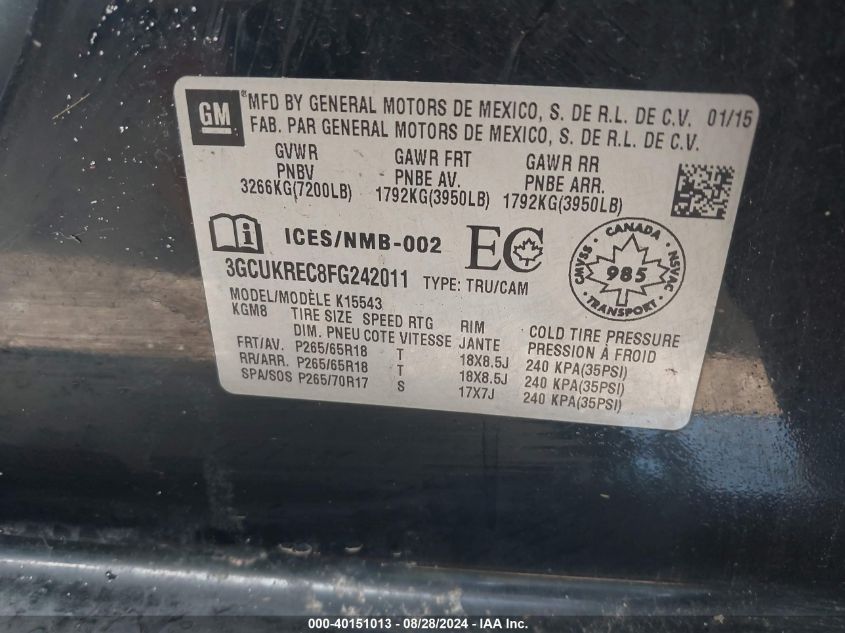 GM ®MFD BY GENERAL MOTORS DE MEXICO, S. DE R.L. DE C.V. 01/15
FAB. PAR GENERAL MOTORS DE MEXICO, S. DE R.L. DE C.V.
GVWR GAWR FRT GAWR RR
PNBV PNBE AV. PNBE ARR.
3266KG(7200LB) 1792KG(3950LB) 1792KG(3950LB)
i ICES/NMB-002 EC
CANADA
CMVSS 985 NSVAC
TRANSPORT
3GCUKREC8FG242011 TYPE: TRU/CAM
MODEL/MODÈLE K15543
KGM8 TIRE SIZE SPEED RTG RIM COLD TIRE PRESSURE
DIM. PNEU COTE VITESSE JANTE PRESSION À FROID
FRT/AV. P265/65R18 T 18X8.5J 240 KPA(35PSI)
RR/ARR. P265/65R18 T 18X8.5J 240 KPA(35PSI)
SPA/SOS P265/70R17 S 17X7J 240 KPA(35PSI)
000-40151013 - 08/28/2024 - IAA Inc.